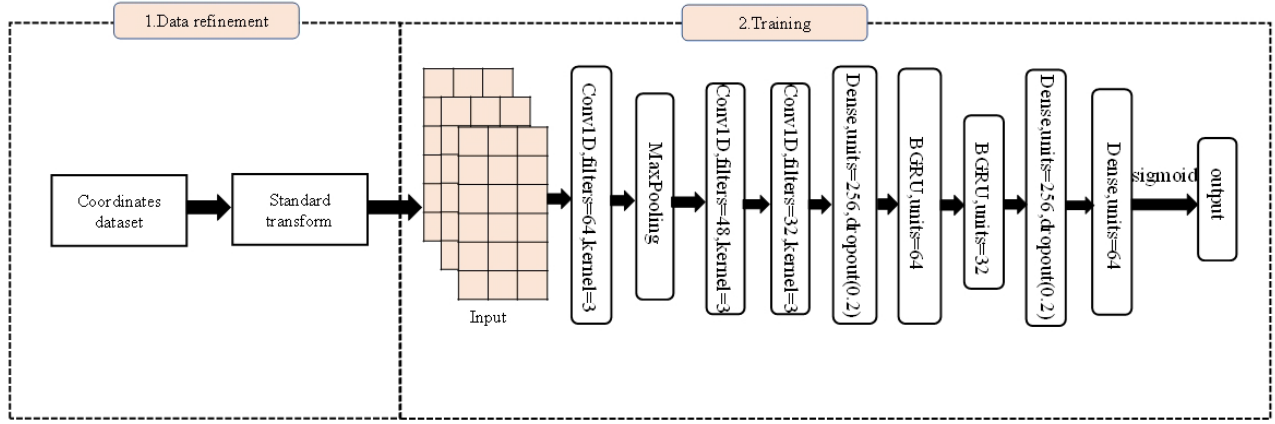 1.Data refinement
2.Training
Coordinates
dataset
Standard
transform
Input
Conv1D,filters=64,kernel=3
MaxPooling
Conv1D,filters=48,kernel=3
Conv1D,filters=32,kernel=3
Dense,units=256,dropout(0.2)
BGRU,units=64
BGRU,units=32
Dense,units=256,dropout(0.2)
Dense,units=64
sigmoid
output